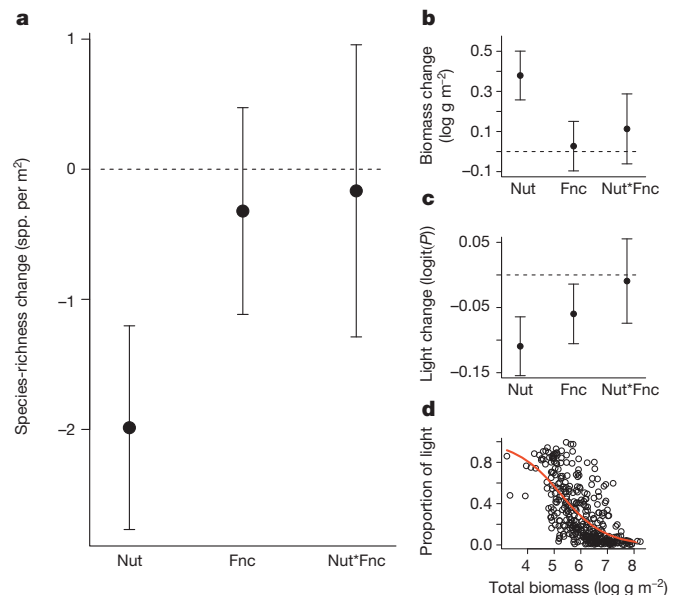 a
Species-richness change (spp. per m²)
1
0
−1
−2
Nut Fnc Nut*Fnc
b
Biomass change
(log g m⁻²)
0.5
0.3
0.1
−0.1
Nut Fnc Nut*Fnc
c
Light change (logit(P))
0.05
−0.05
−0.15
Nut Fnc Nut*Fnc
d
Proportion of light
0.8
0.4
0.0
4 5 6 7 8
Total biomass (log g m⁻²)